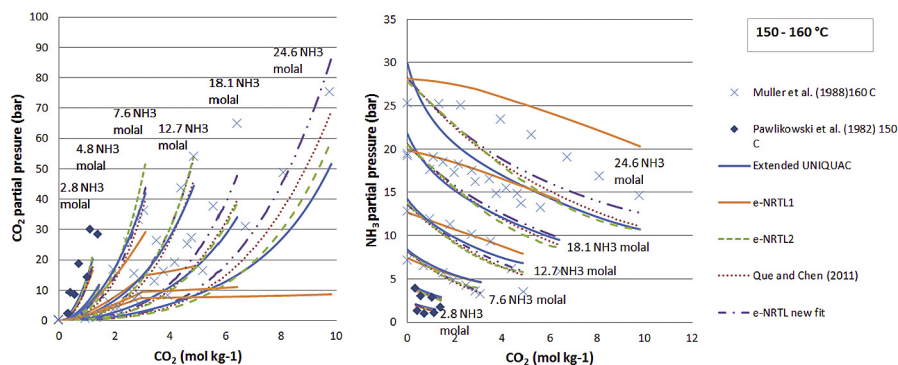 100
90
80
70
60
50
40
30
20
10
0
CO2 partial pressure (bar)
24.6 NH3
molal
18.1 NH3
molal
7.6 NH3
molal
12.7 NH3
molal
4.8 NH3
molal
2.8 NH3
molal
0 2 4 6 8 10
CO2 (mol kg-1)
35
30
25
20
15
10
5
0
NH3 partial presure (bar)
24.6 NH3
molal
18.1 NH3 molal
12.7 NH3 molal
7.6 NH3 molal
2.8 NH3
molal
0 2 4 6 8 10
CO2 (mol kg-1)
150 - 160 °C
Muller et al. (1988)160 C
Pawlikowski et al. (1982) 150
C
Extended UNIQUAC
e-NRTL1
e-NRTL2
Que and Chen (2011)
e-NRTL new fit